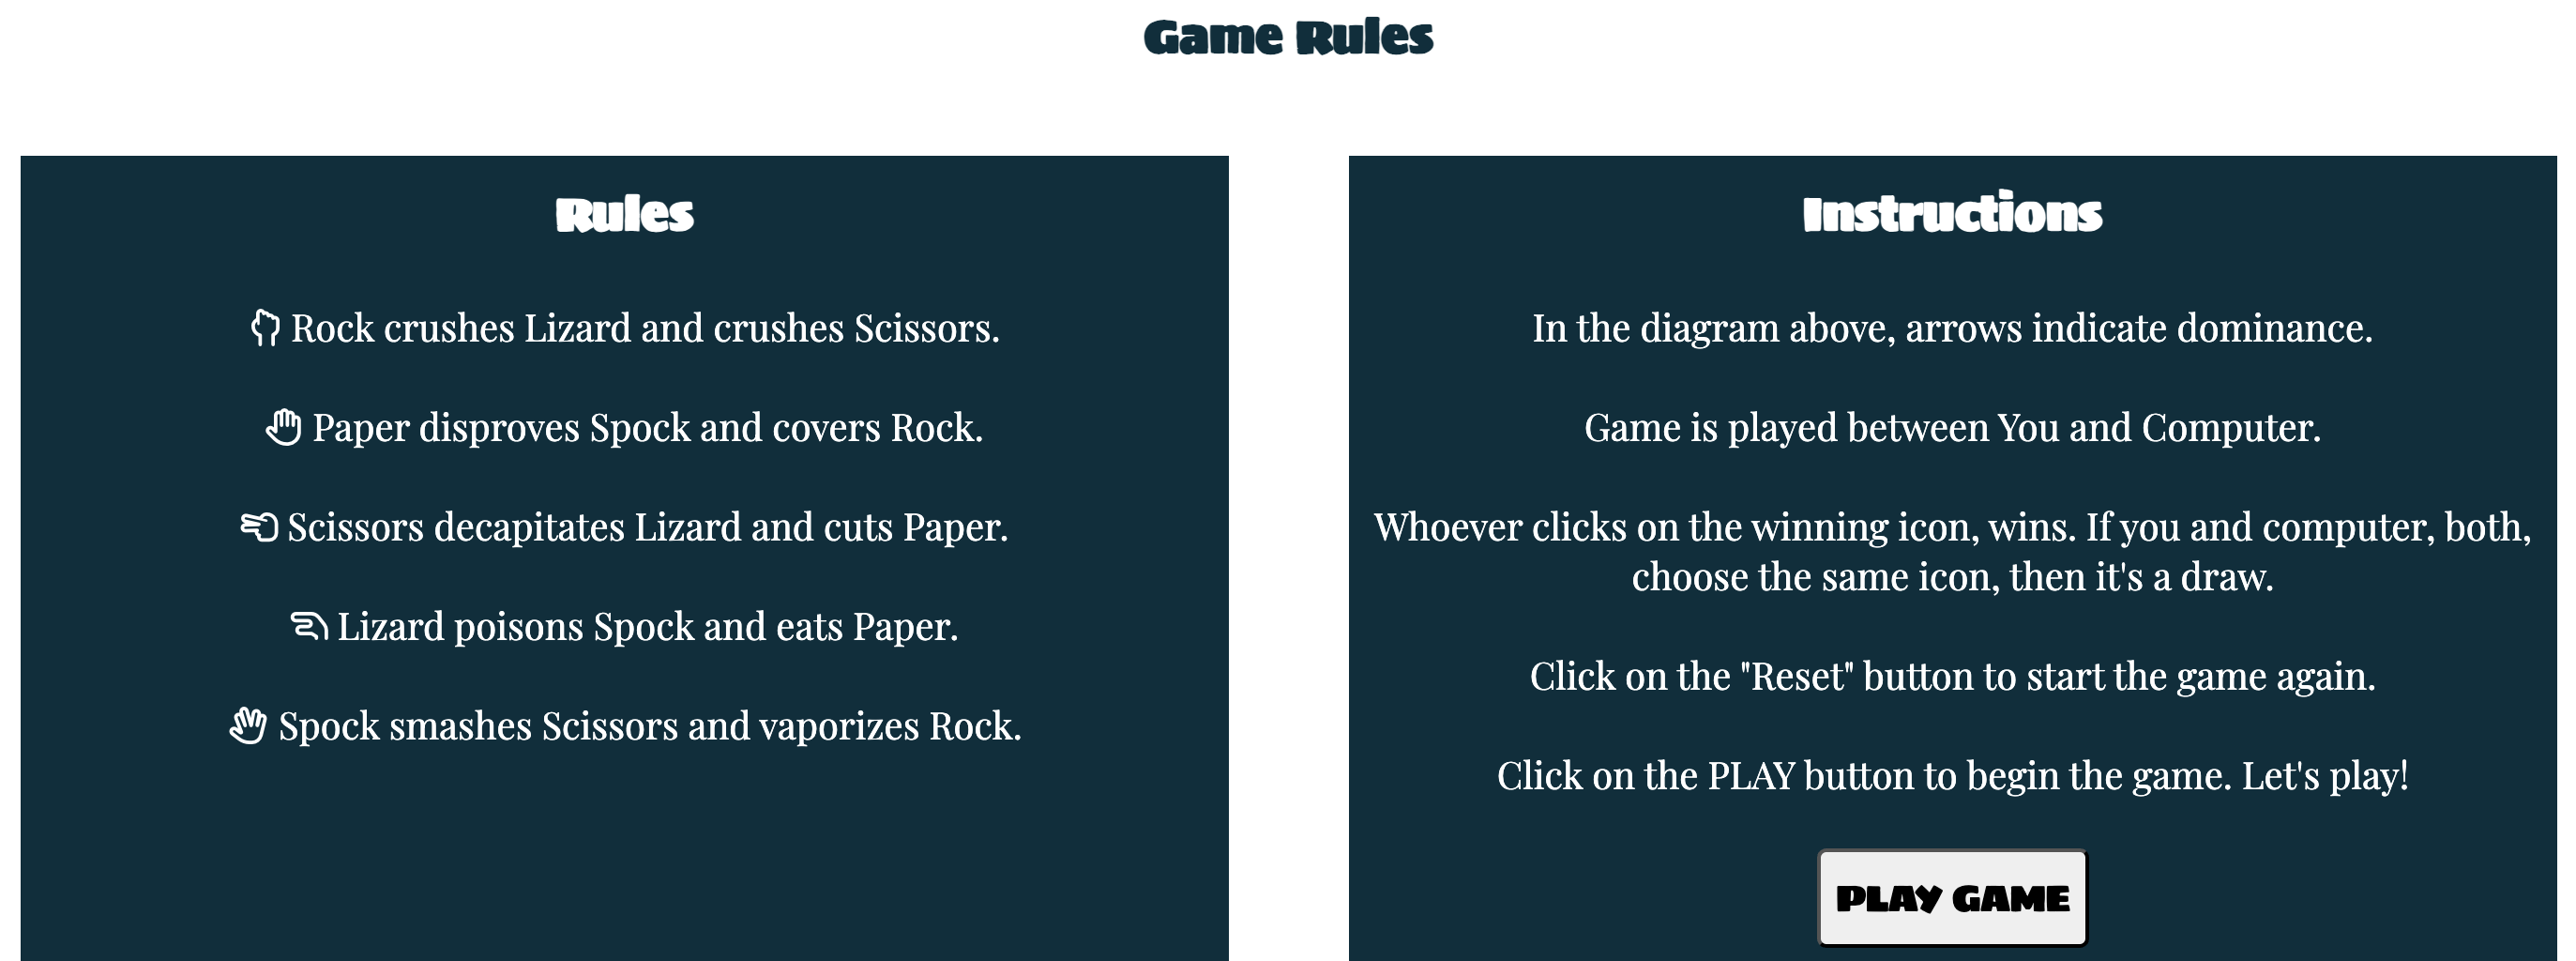 Game Rules
Rules
Rock crushes Lizard and crushes Scissors.
Paper disproves Spock and covers Rock.
Scissors decapitates Lizard and cuts Paper.
Lizard poisons Spock and eats Paper.
Spock smashes Scissors and vaporizes Rock.
Instructions
In the diagram above, arrows indicate dominance.
Game is played between You and Computer.
Whoever clicks on the winning icon, wins. If you and computer, both,
choose the same icon, then it's a draw.
Click on the "Reset" button to start the game again.
Click on the PLAY button to begin the game. Let's play!
PLAY GAME